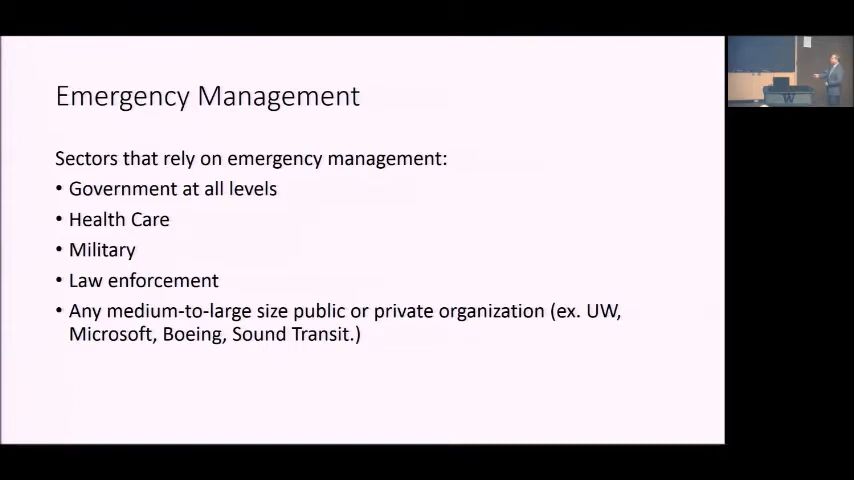 Emergency Management
Sectors that rely on emergency management:
• Government at all levels
• Health Care
• Military
• Law enforcement
• Any medium-to-large size public or private organization (ex. UW,
Microsoft, Boeing, Sound Transit.)
W